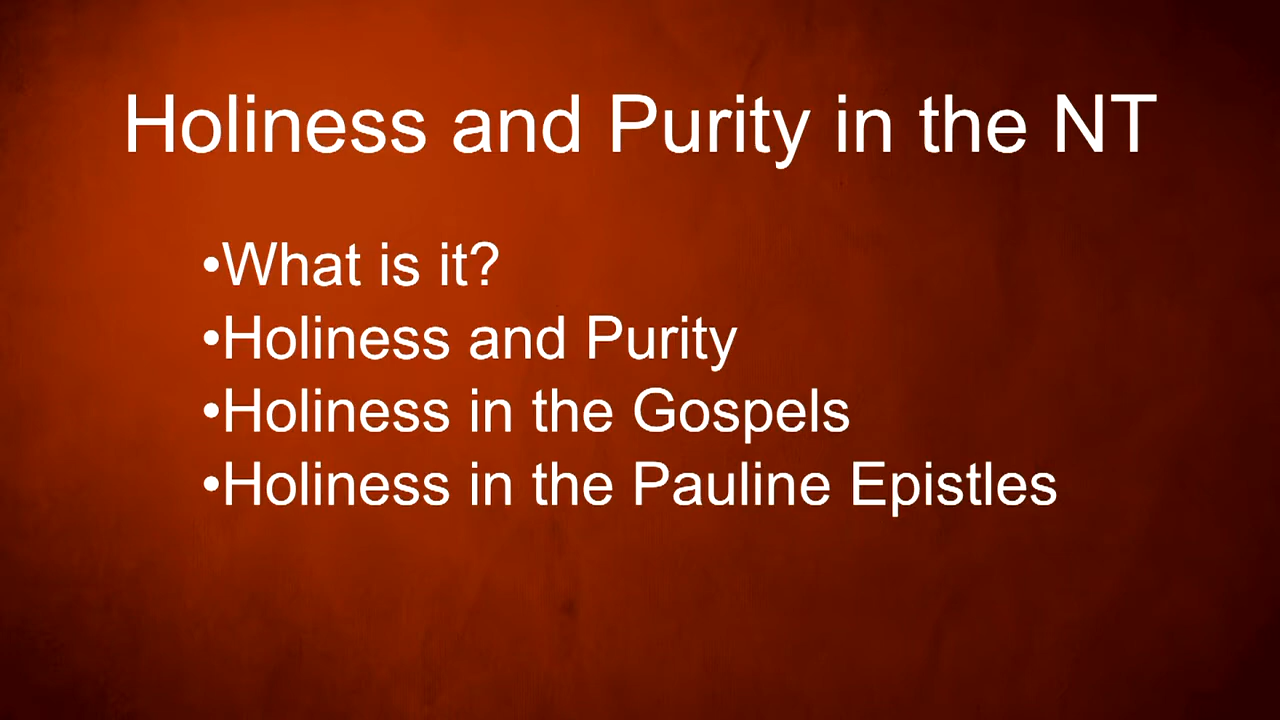 Holiness and Purity in the NT
•What is it?
•Holiness and Purity
•Holiness in the Gospels
•Holiness in the Pauline Epistles